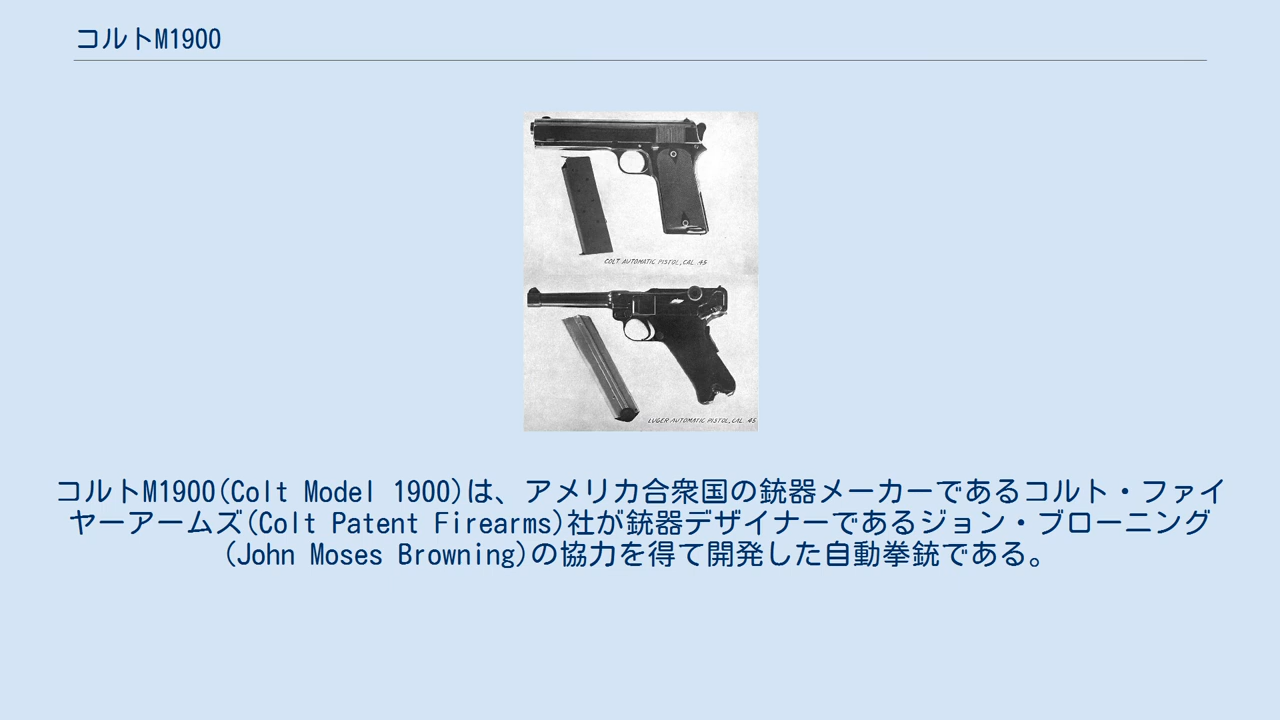 コルトM1900
COLT AUTOMATIC PISTOL, CAL .45
LUGER AUTOMATIC PISTOL, CAL .45
コルトM1900(Colt Model 1900)は、アメリカ合衆国の銃器メーカーであるコルト・ファイ
ヤーアームズ(Colt Patent Firearms)社が銃器デザイナーであるジョン・ブローニング
(John Moses Browning)の協力を得て開発した自動拳銃である。